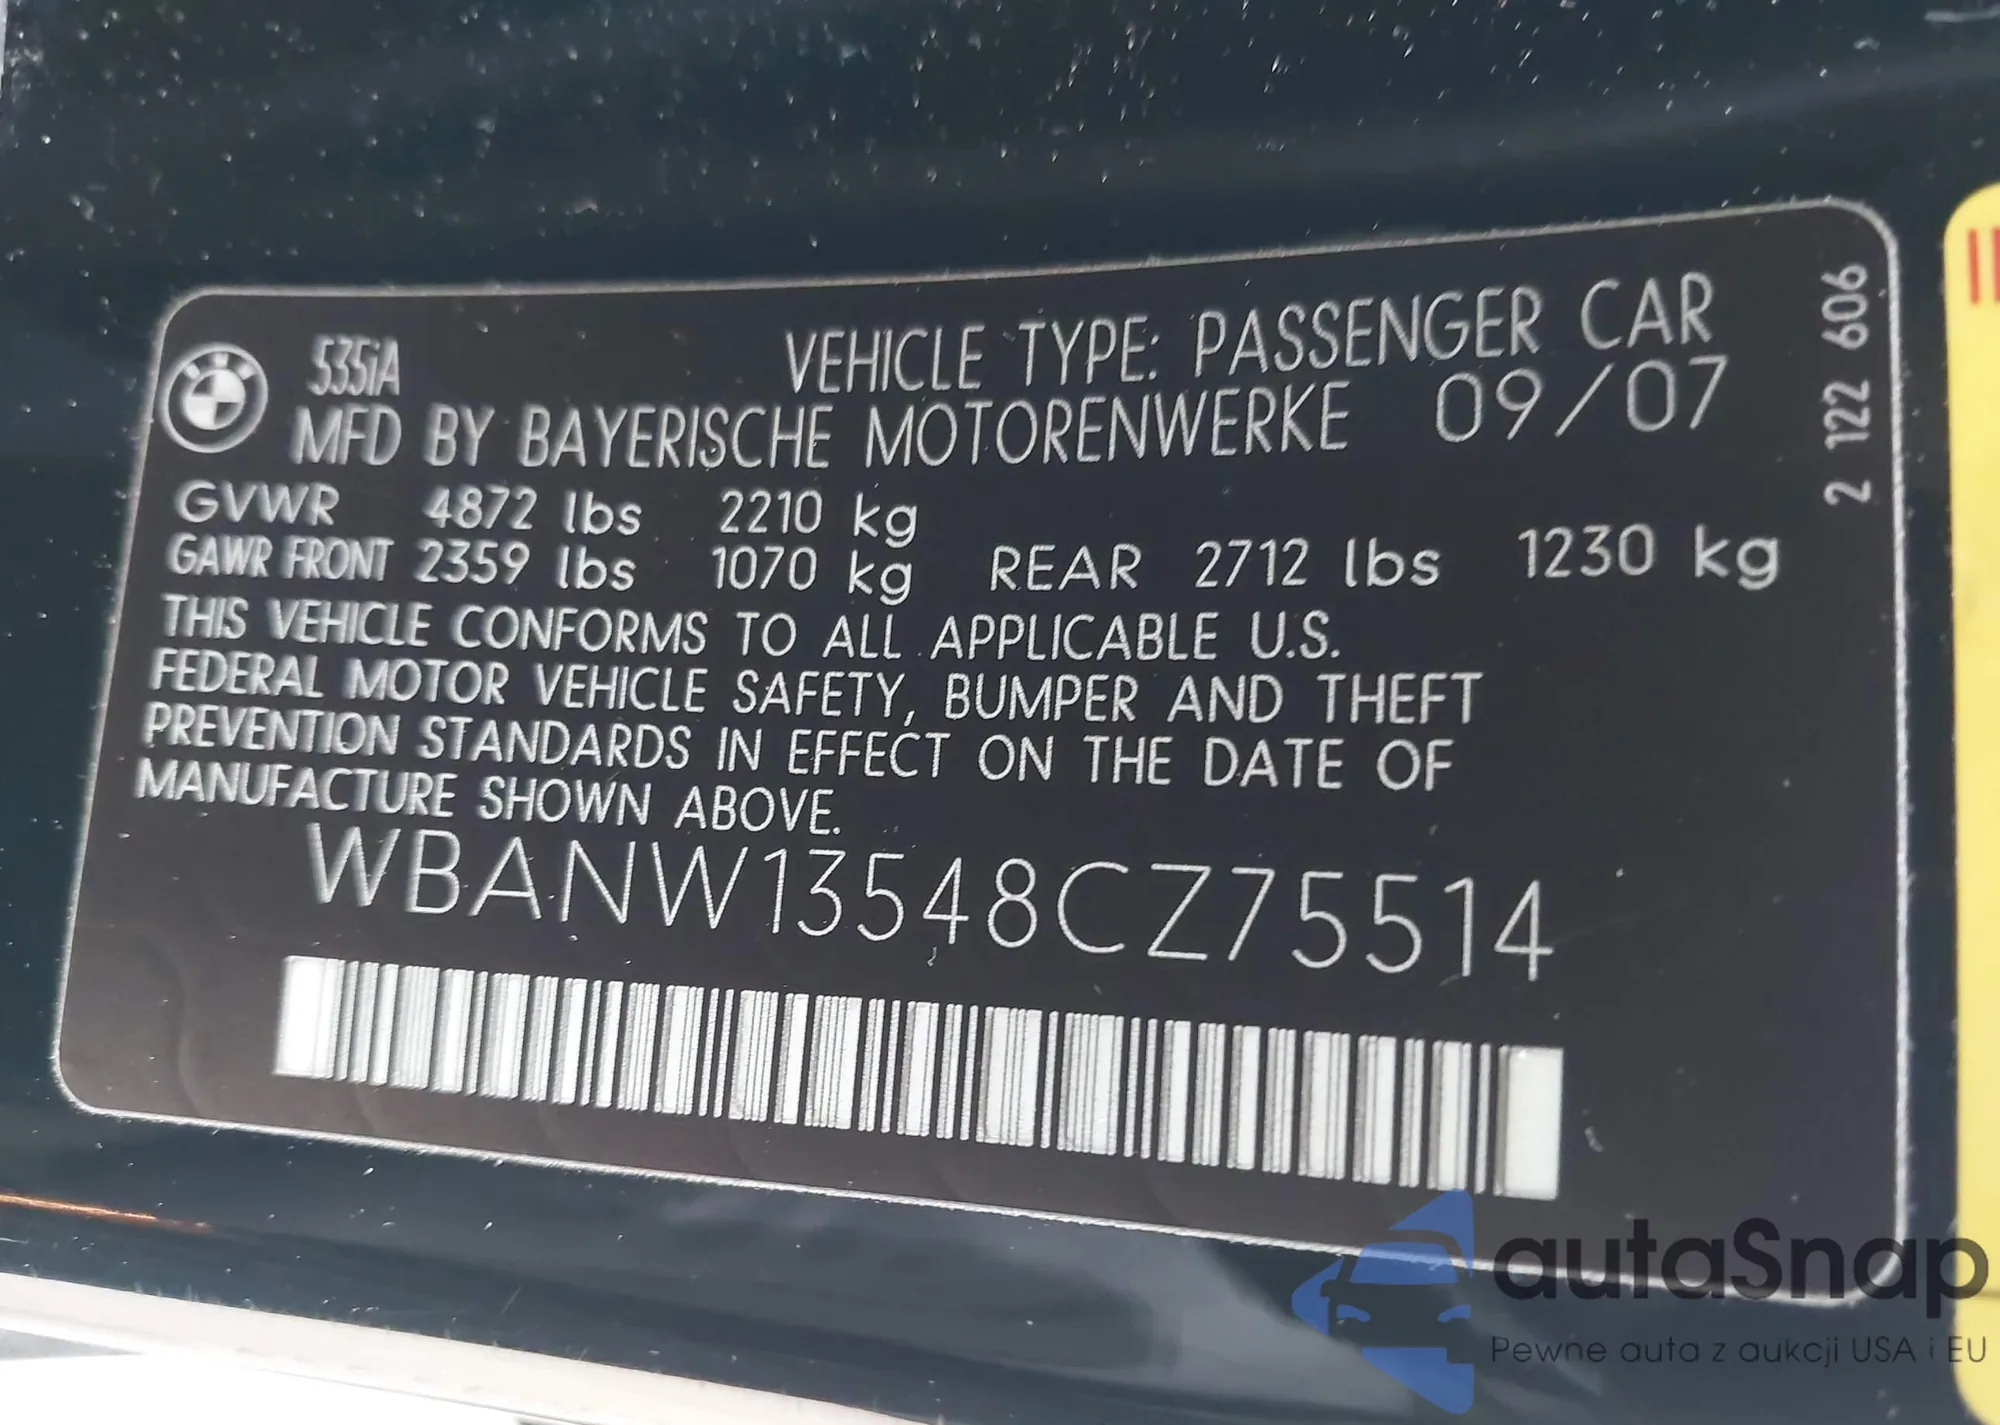 535iA
VEHICLE TYPE: PASSENGER CAR
MFD BY BAYERISCHE MOTORENWERKE 09/07
GVWR 4872 lbs 2210 kg
GAWR FRONT 2359 lbs 1070 kg REAR 2712 lbs 1230 kg
THIS VEHICLE CONFORMS TO ALL APPLICABLE U.S.
FEDERAL MOTOR VEHICLE SAFETY, BUMPER AND THEFT
PREVENTION STANDARDS IN EFFECT ON THE DATE OF
MANUFACTURE SHOWN ABOVE.
WBANW13548CZ75514
2 122 606
autaSnap
Pewne auta z aukcji USA i EU